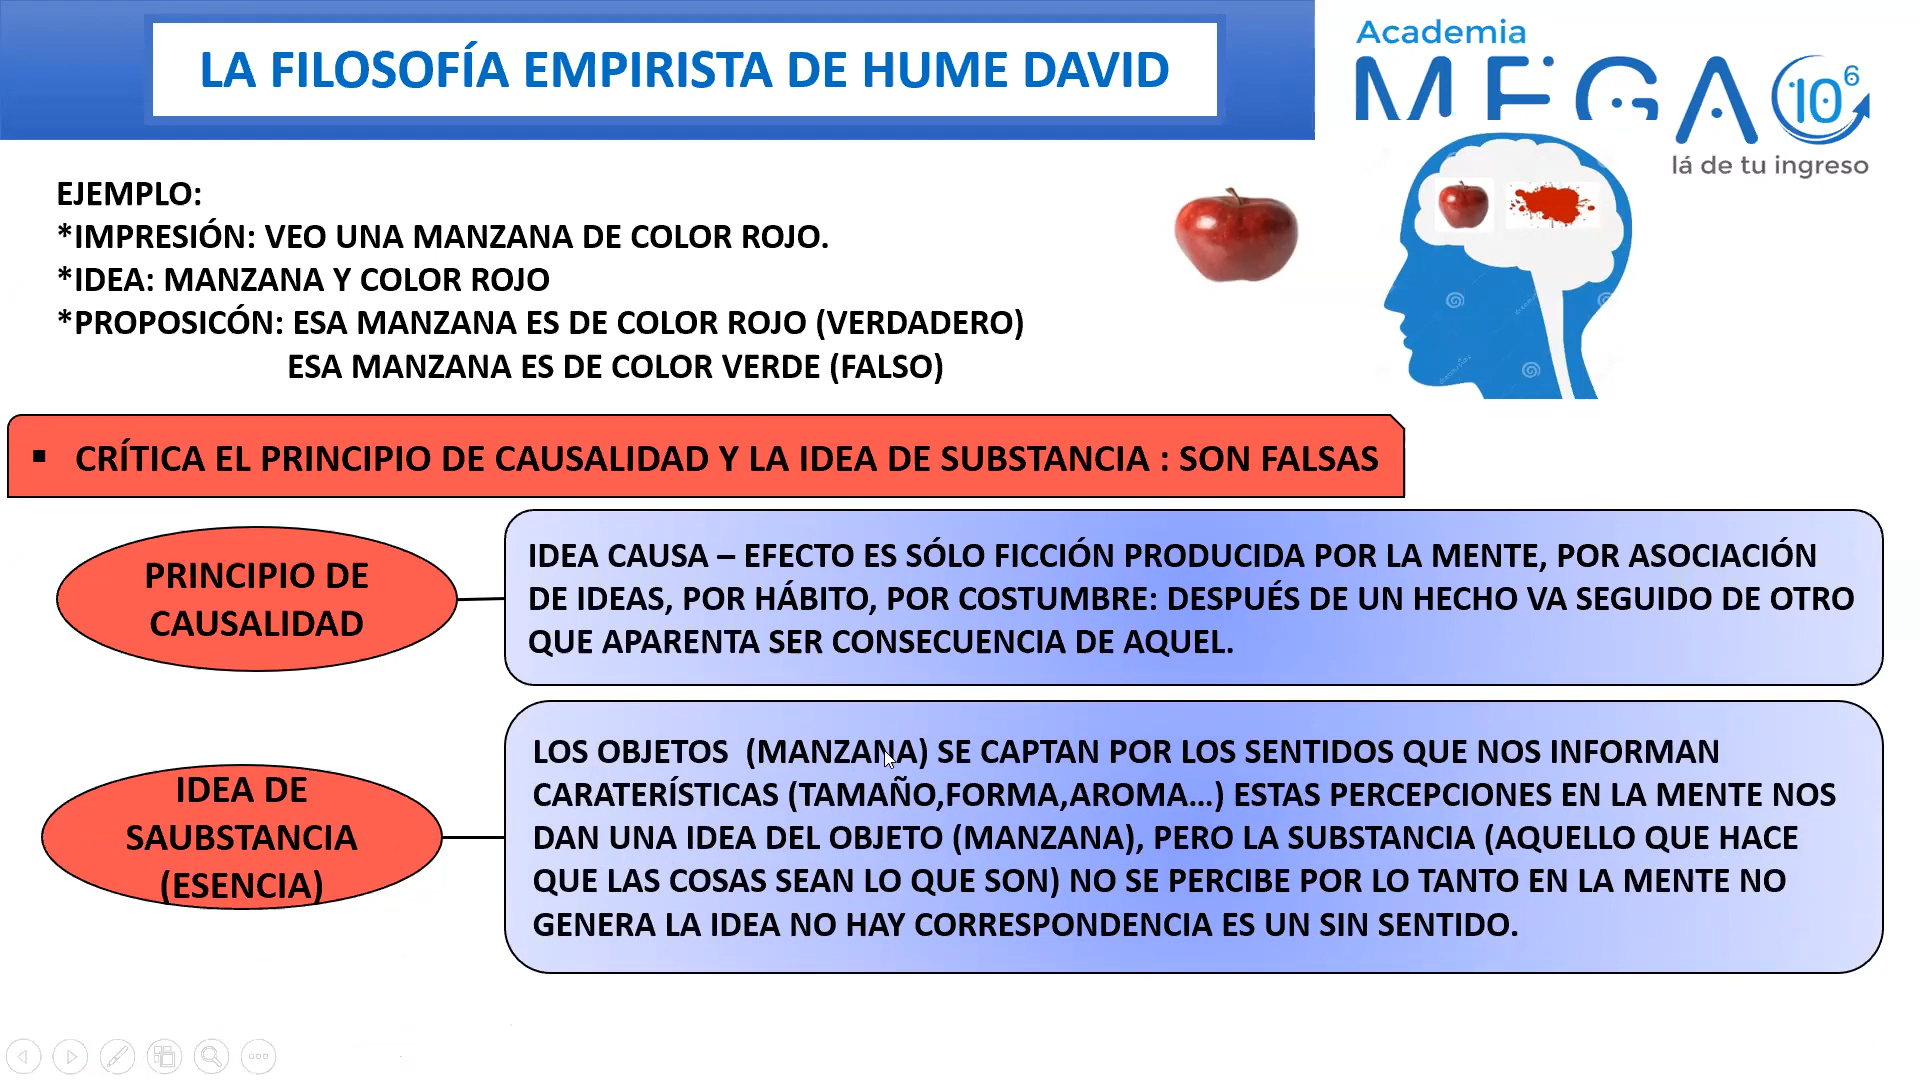 LA FILOSOFÍA EMPIRISTA DE HUME DAVID
Academia
MEGA 10⁶
lá de tu ingreso
EJEMPLO:
*IMPRESIÓN: VEO UNA MANZANA DE COLOR ROJO.
*IDEA: MANZANA Y COLOR ROJO
*PROPOSICÓN: ESA MANZANA ES DE COLOR ROJO (VERDADERO)
ESA MANZANA ES DE COLOR VERDE (FALSO)
▪ CRÍTICA EL PRINCIPIO DE CAUSALIDAD Y LA IDEA DE SUBSTANCIA : SON FALSAS
PRINCIPIO DE
CAUSALIDAD
IDEA CAUSA – EFECTO ES SÓLO FICCIÓN PRODUCIDA POR LA MENTE, POR ASOCIACIÓN
DE IDEAS, POR HÁBITO, POR COSTUMBRE: DESPUÉS DE UN HECHO VA SEGUIDO DE OTRO
QUE APARENTA SER CONSECUENCIA DE AQUEL.
IDEA DE
SAUBSTANCIA
(ESENCIA)
LOS OBJETOS (MANZANA) SE CAPTAN POR LOS SENTIDOS QUE NOS INFORMAN
CARATERÍSTICAS (TAMAÑO,FORMA,AROMA...) ESTAS PERCEPCIONES EN LA MENTE NOS
DAN UNA IDEA DEL OBJETO (MANZANA), PERO LA SUBSTANCIA (AQUELLO QUE HACE
QUE LAS COSAS SEAN LO QUE SON) NO SE PERCIBE POR LO TANTO EN LA MENTE NO
GENERA LA IDEA NO HAY CORRESPONDENCIA ES UN SIN SENTIDO.